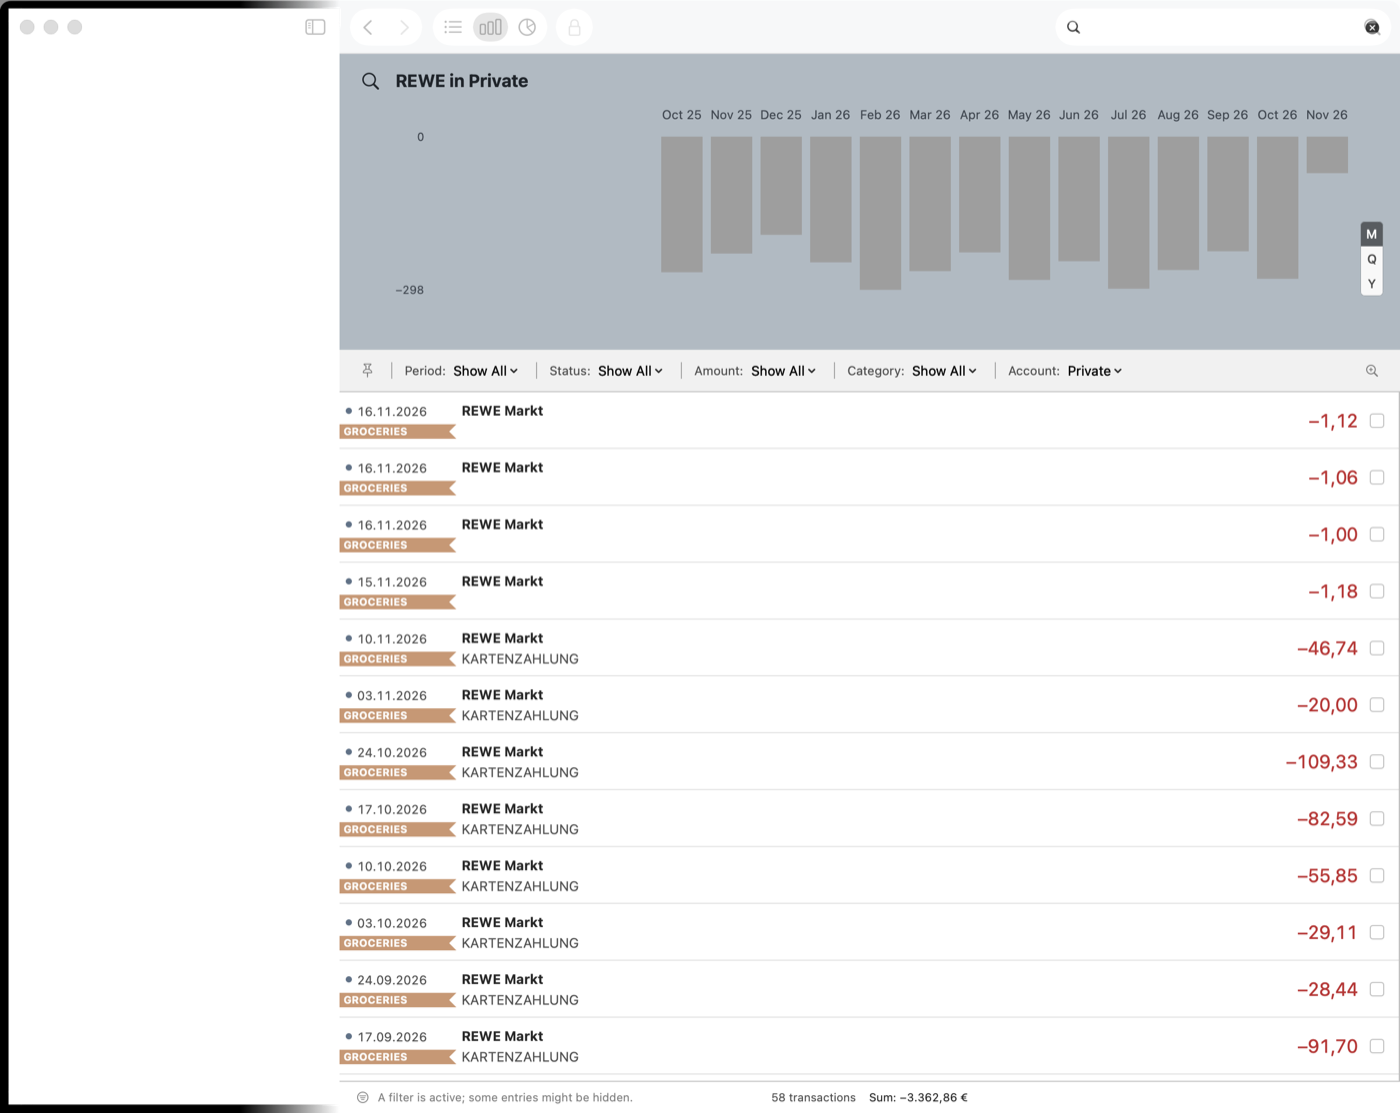 REWE in Private
Oct 25 Nov 25 Dec 25 Jan 26 Feb 26 Mar 26 Apr 26 May 26 Jun 26 Jul 26 Aug 26 Sep 26 Oct 26 Nov 26
0
M
Q
Y
−298
Period: Show All Status: Show All Amount: Show All Category: Show All Account: Private
16.11.2026 REWE Markt −1,12
GROCERIES
16.11.2026 REWE Markt −1,06
GROCERIES
16.11.2026 REWE Markt −1,00
GROCERIES
15.11.2026 REWE Markt −1,18
GROCERIES
10.11.2026 REWE Markt −46,74
GROCERIES KARTENZAHLUNG
03.11.2026 REWE Markt −20,00
GROCERIES KARTENZAHLUNG
24.10.2026 REWE Markt −109,33
GROCERIES KARTENZAHLUNG
17.10.2026 REWE Markt −82,59
GROCERIES KARTENZAHLUNG
10.10.2026 REWE Markt −55,85
GROCERIES KARTENZAHLUNG
03.10.2026 REWE Markt −29,11
GROCERIES KARTENZAHLUNG
24.09.2026 REWE Markt −28,44
GROCERIES KARTENZAHLUNG
17.09.2026 REWE Markt −91,70
GROCERIES KARTENZAHLUNG
A filter is active; some entries might be hidden. 58 transactions Sum: −3.362,86 €